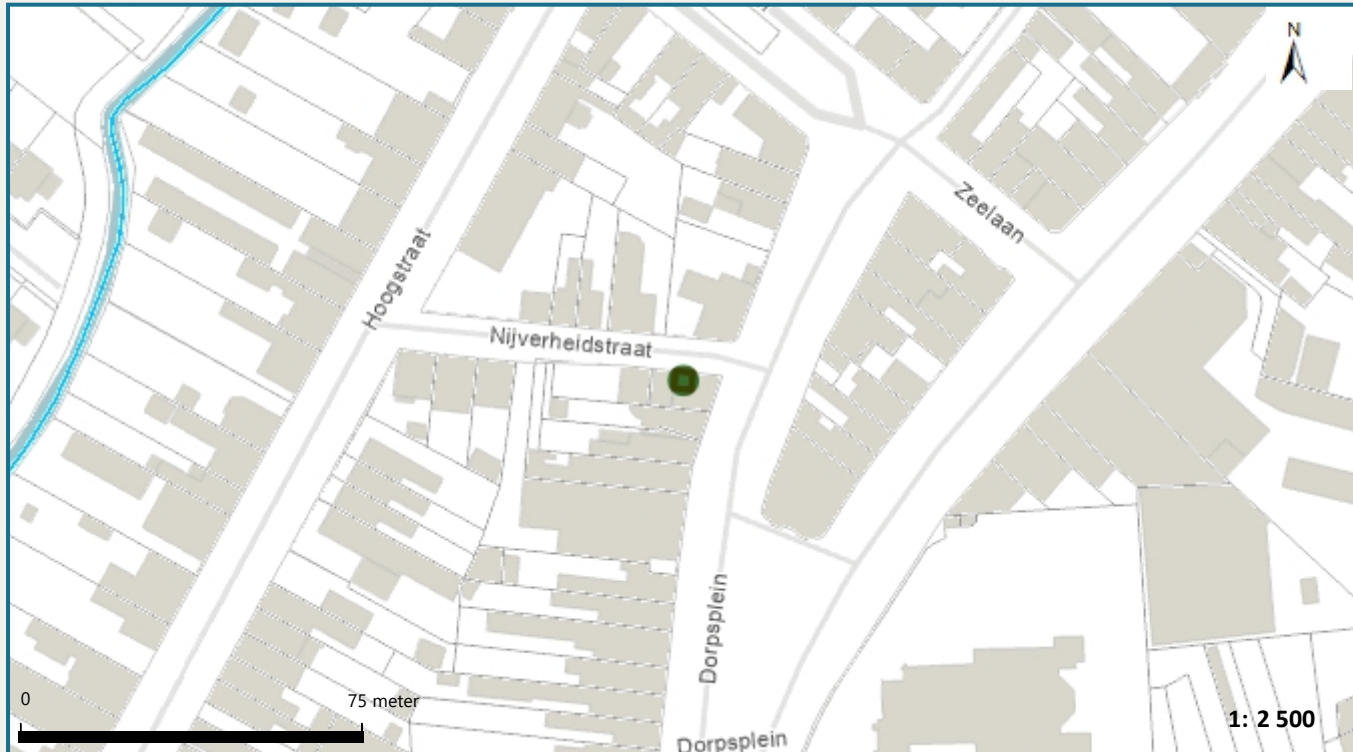 N
Zeelaan
Hoogstraat
Nijverheidstraat
Dorpsplein
0
75 meter
1: 2 500
Dorpsplein